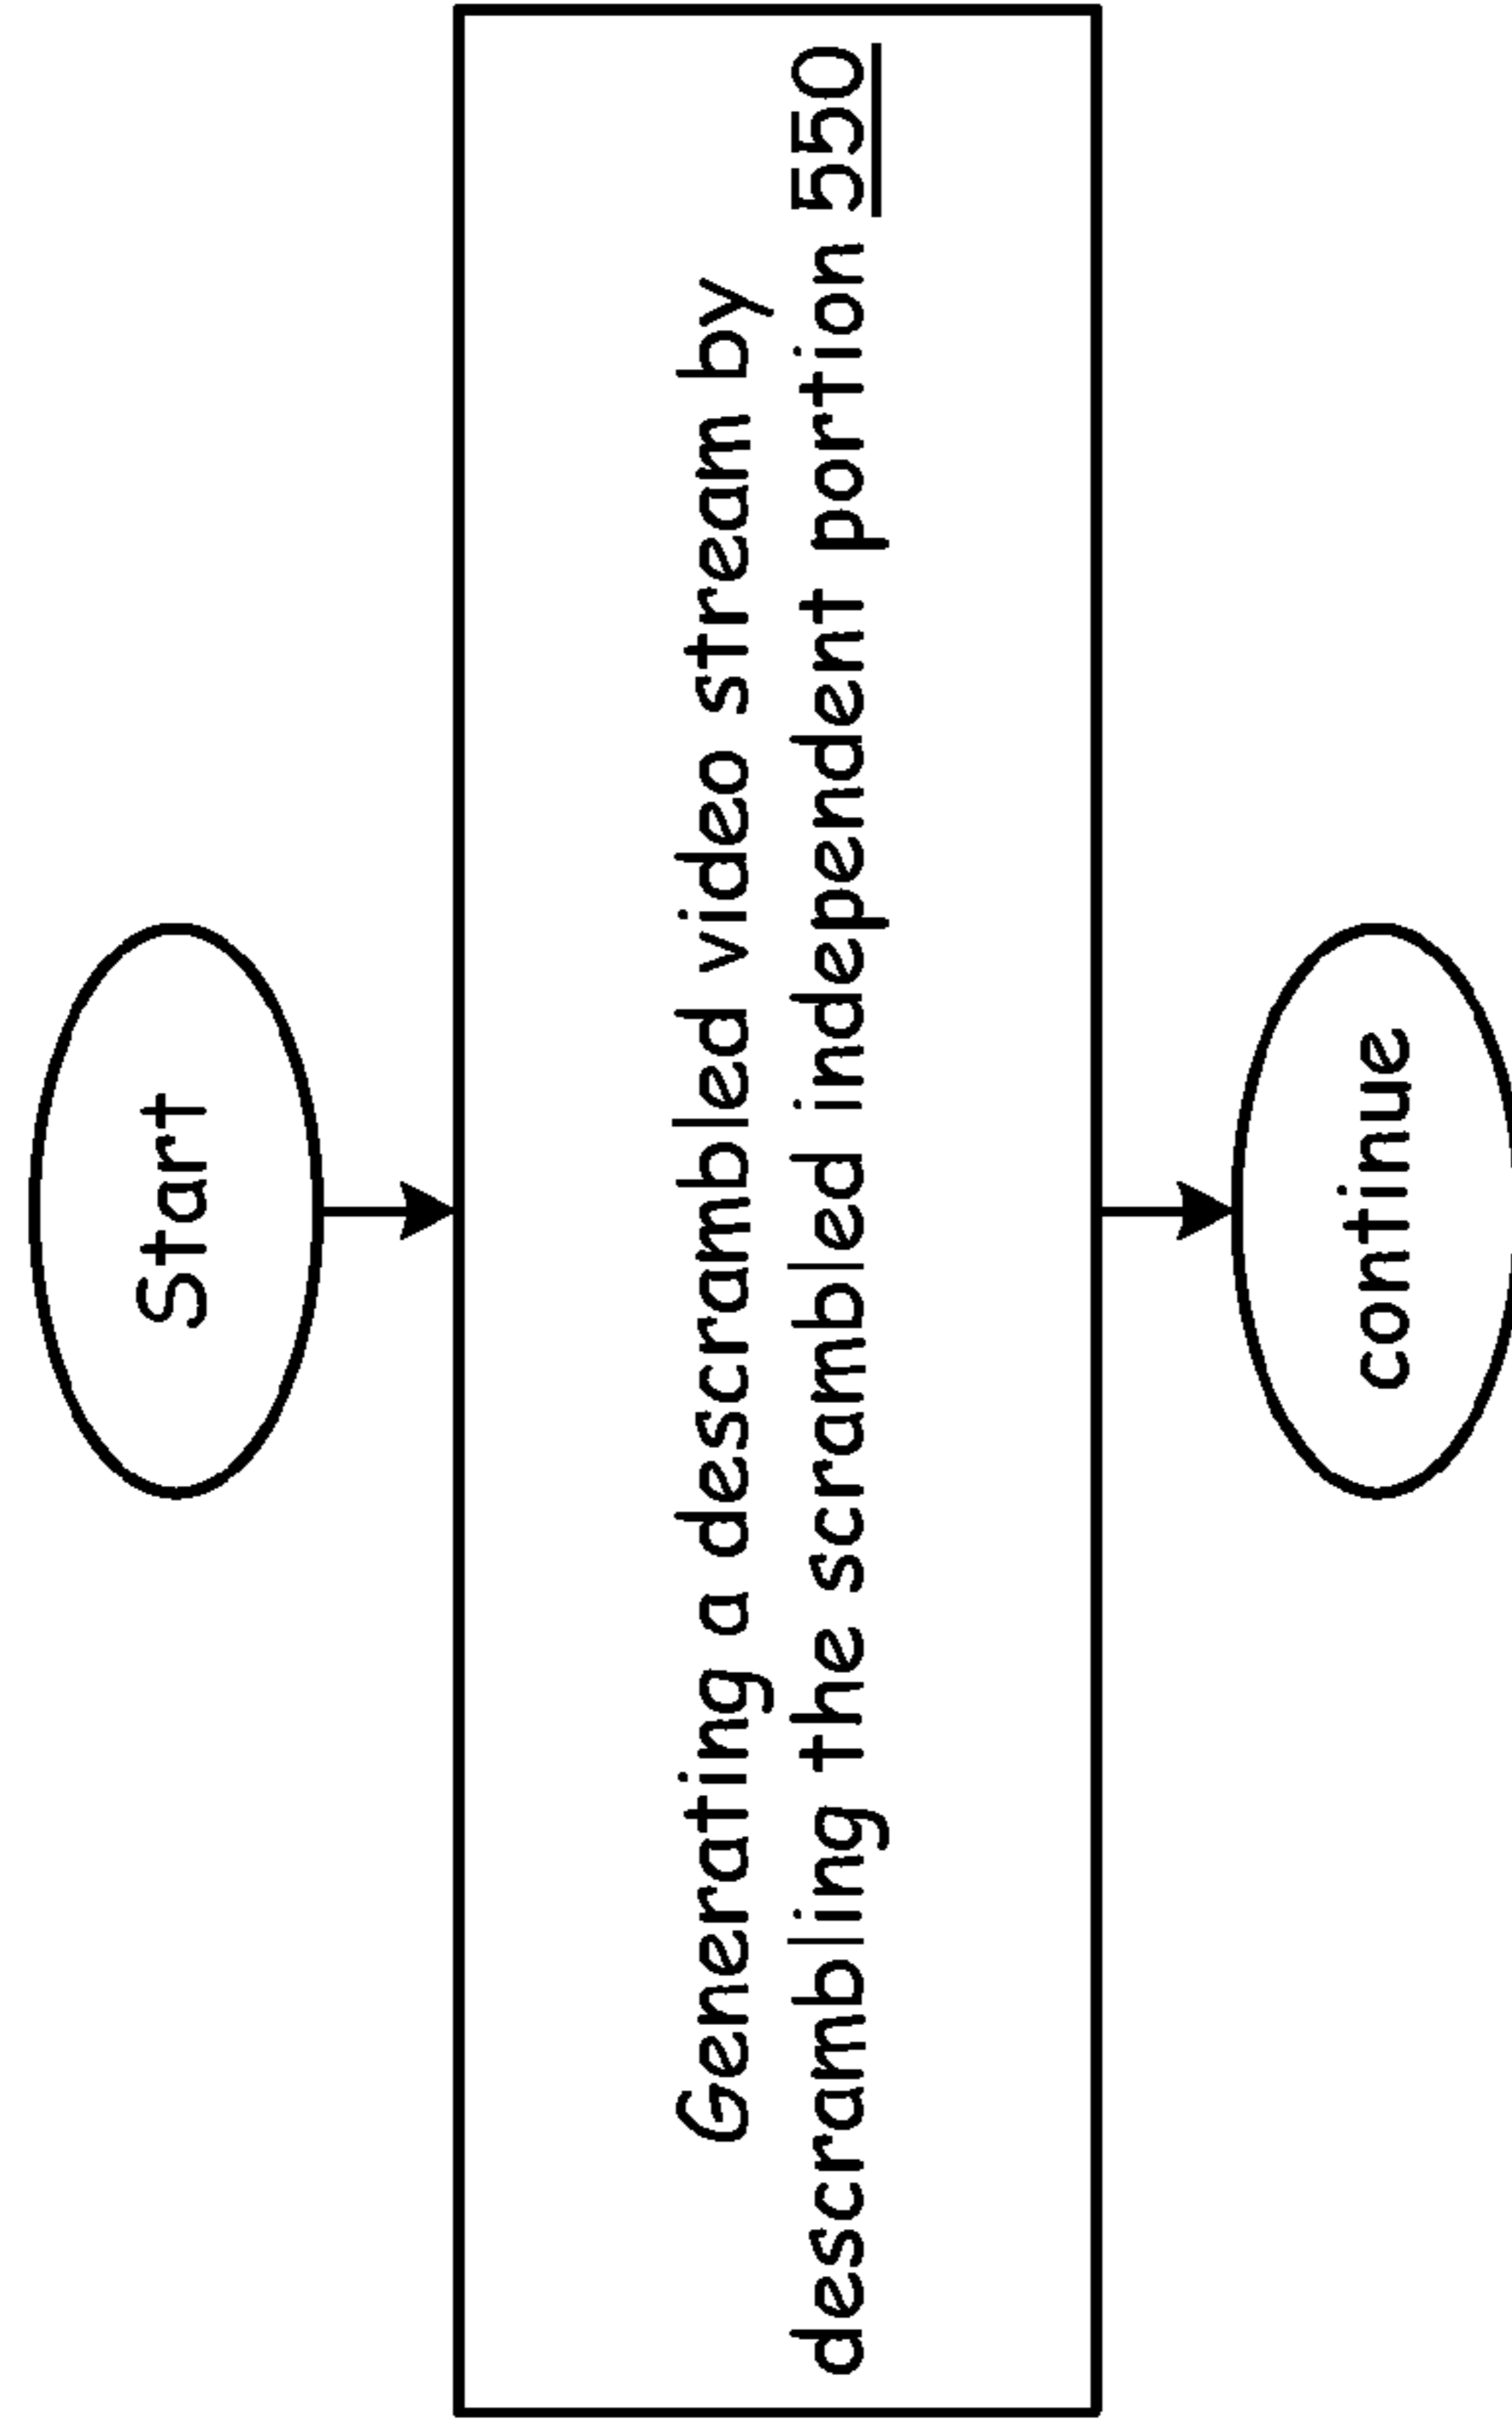 Start
Generating a descrambled video stream by
descrambling the scrambled independent portion 550
continue